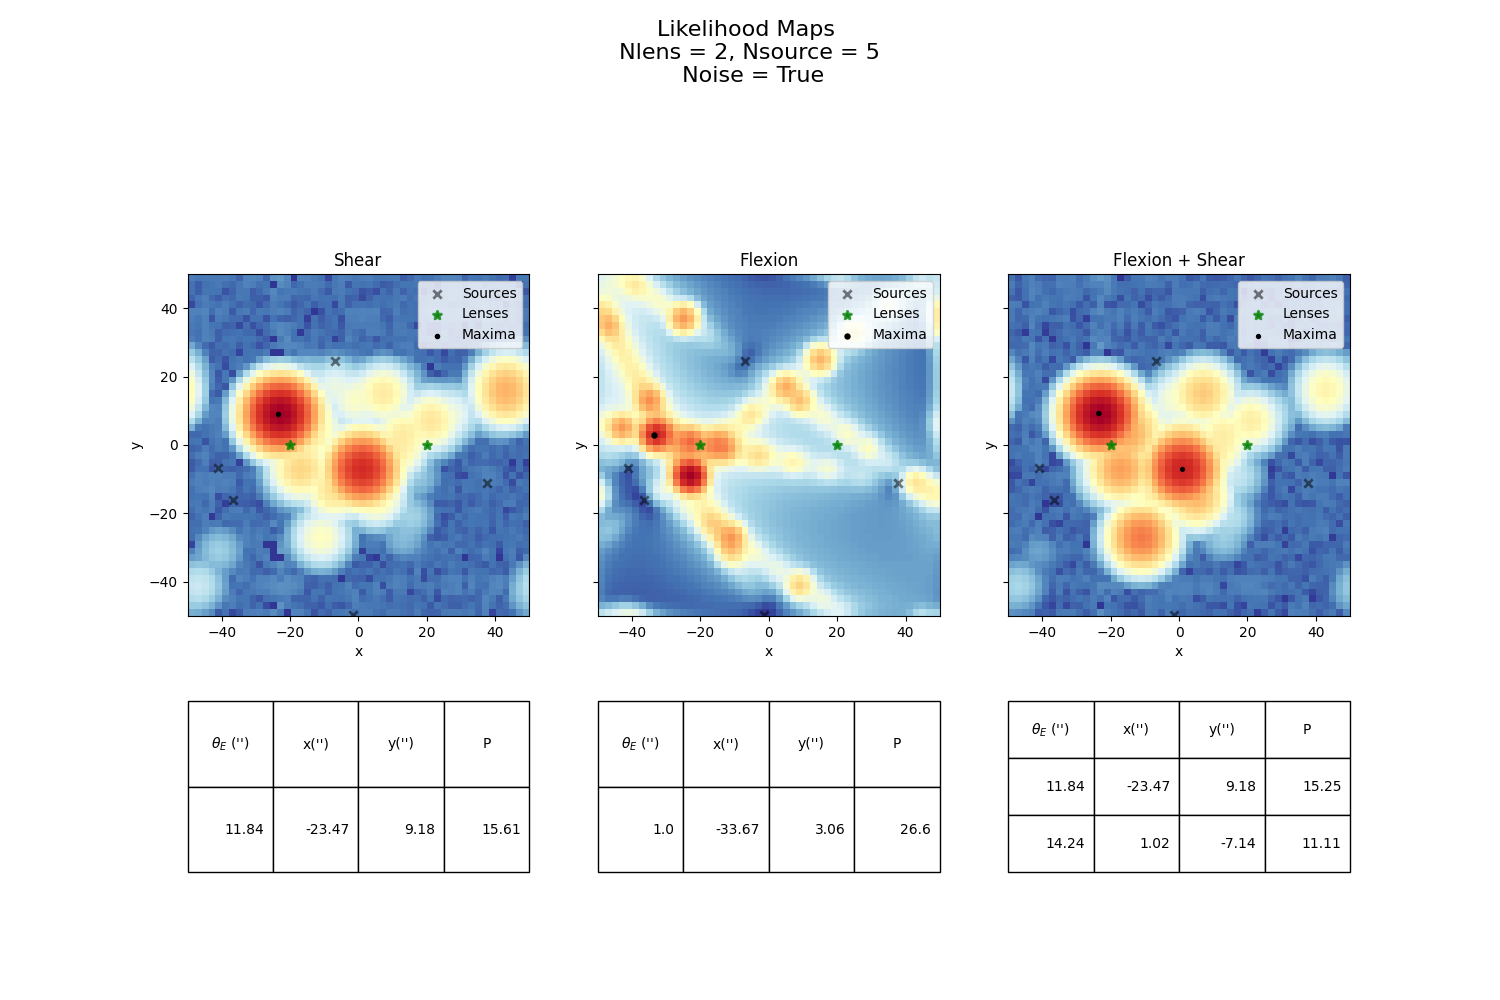 Likelihood Maps
Nlens = 2, Nsource = 5
Noise = True
Shear
Sources
Lenses
Maxima
40
20
0
−20
−40
y
−40 −20 0 20 40
x
Flexion
Sources
Lenses
Maxima
y
−40 −20 0 20 40
x
Flexion + Shear
Sources
Lenses
Maxima
y
−40 −20 0 20 40
x
θE ('') x('') y('') P
11.84 -23.47 9.18 15.61
θE ('') x('') y('') P
1.0 -33.67 3.06 26.6
θE ('') x('') y('') P
11.84 -23.47 9.18 15.25
14.24 1.02 -7.14 11.11